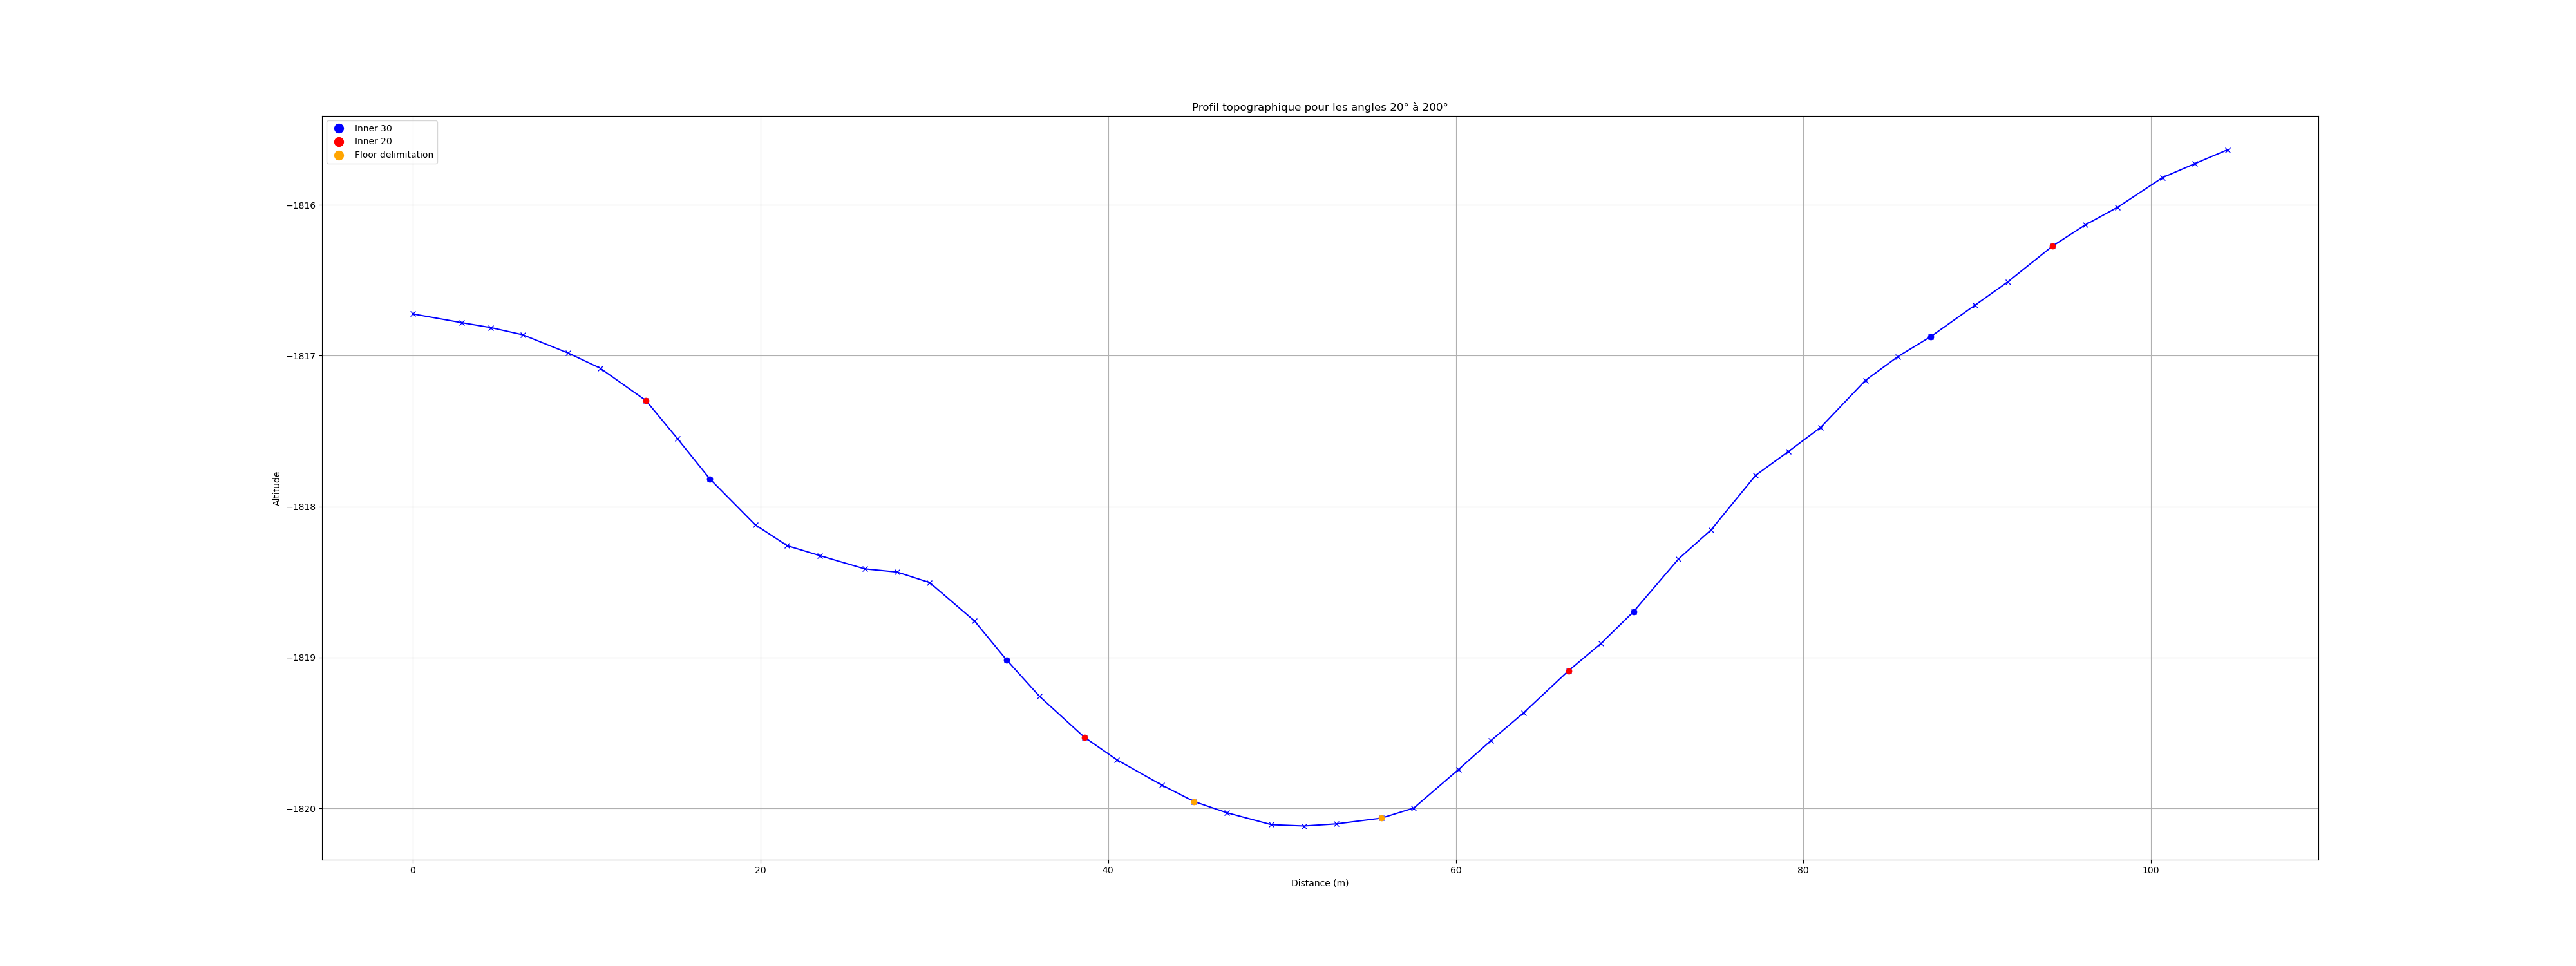 Profil topographique pour les angles 20° à 200°
Inner 30
Inner 20
Floor delimitation
−1816
−1817
−1818
−1819
−1820
Altitude
0
20
40
60
80
100
Distance (m)